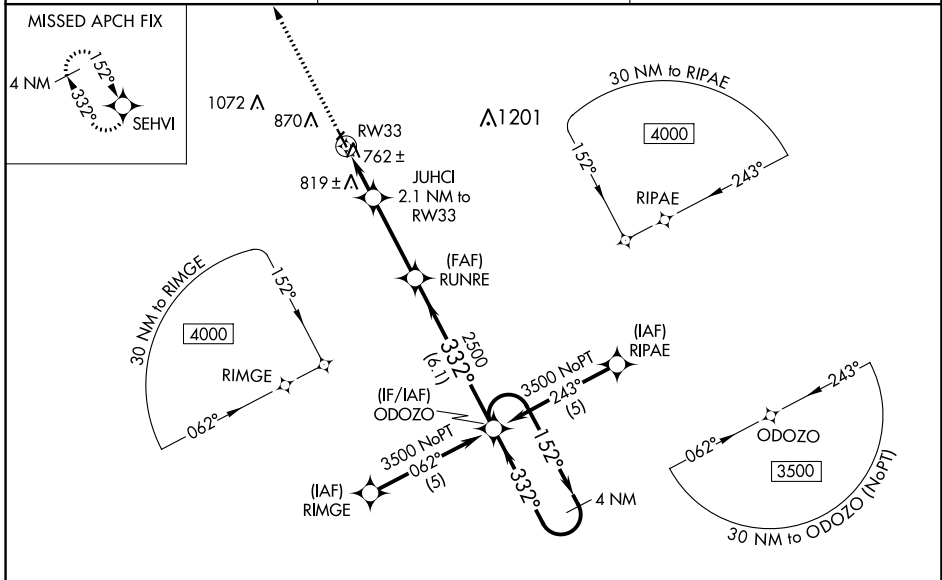 MISSED APCH FIX
4 NM
152°
332°
SEHVI
1072
870
RW33
762 ±
819 ±
JUHCI
2.1 NM to
RW33
1201
30 NM to RIPAE
4000
152°
243°
RIPAE
(FAF)
RUNRE
30 NM to RIMGE
4000
152°
RIMGE
062°
2500
332°
(6.1)
(IAF)
RIPAE
3500 NoPT
243°
(5)
(IF/IAF)
ODOZO
3500 NoPT
062°
(5)
(IAF)
RIMGE
152°
332°
4 NM
243°
062°
ODOZO
3500
30 NM to ODOZO (NoPT)